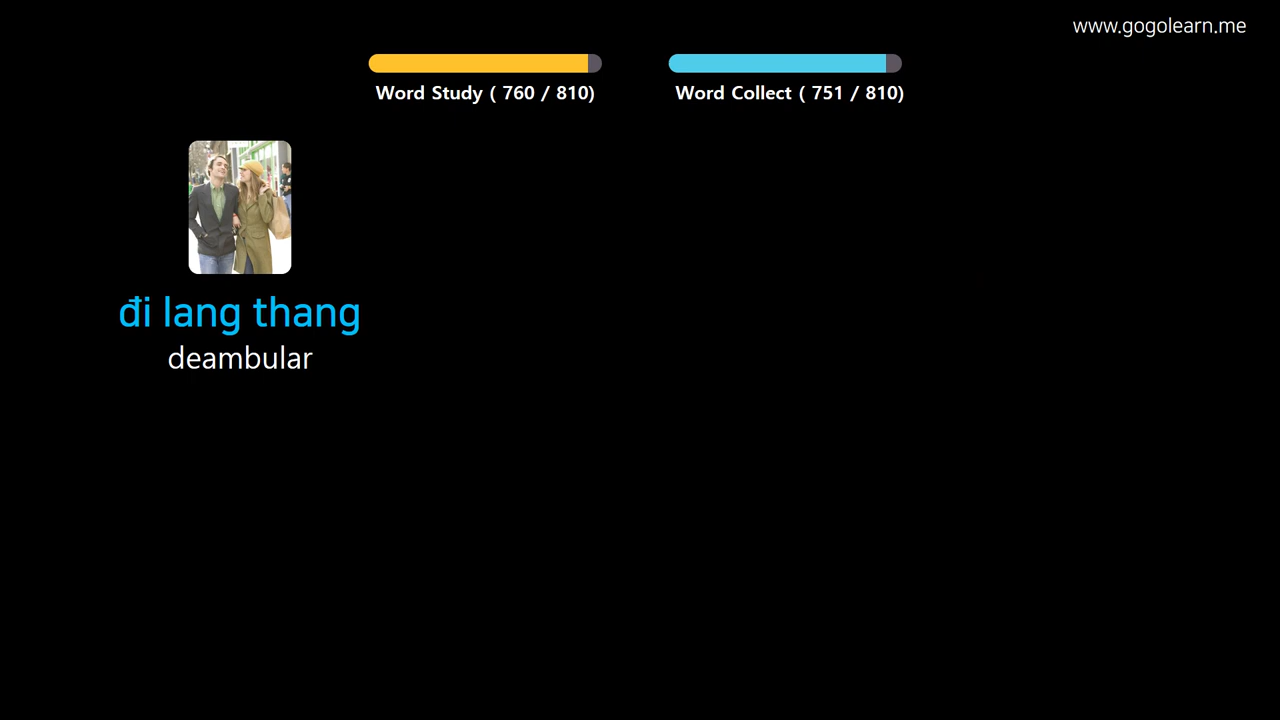 www.gogolearn.me
Word Study ( 760 / 810)
Word Collect ( 751 / 810)
đi lang thang
deambular